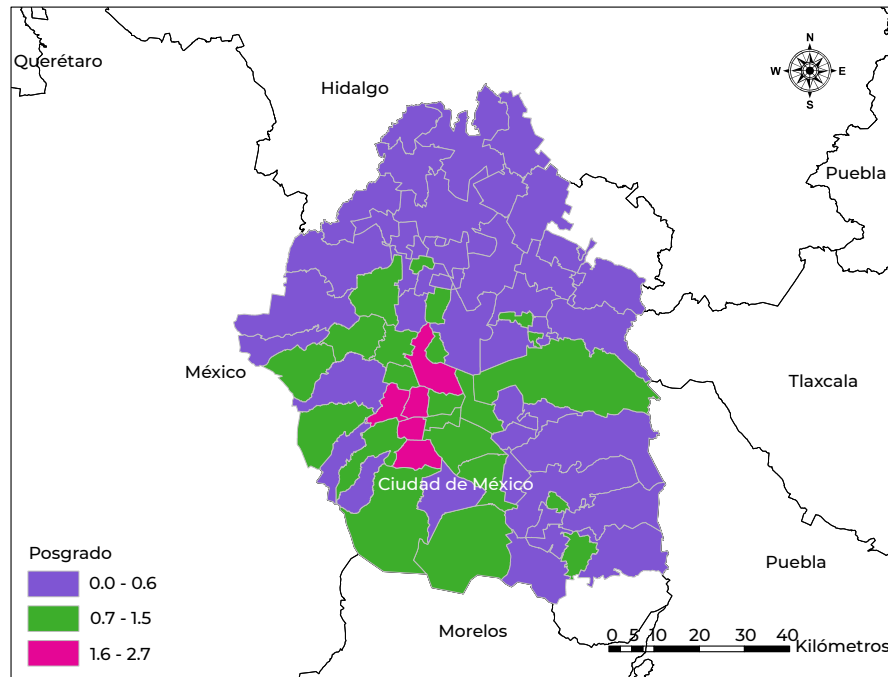 Querétaro
N
W
E
S
Hidalgo
Puebla
México
Tlaxcala
Ciudad de México
Posgrado
0.0 - 0.6
0.7 - 1.5
1.6 - 2.7
Puebla
Morelos
0 5 10 20 30 40 Kilómetros